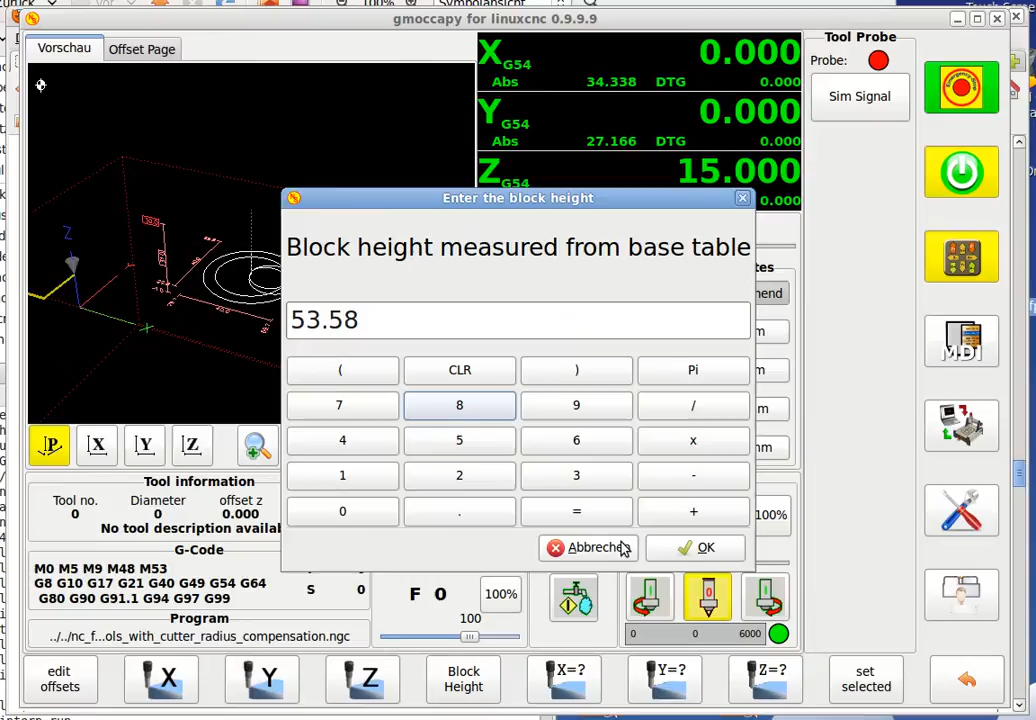 100%
Symbolansicht
gmoccapy for linuxcnc 0.9.9.9
Vorschau
Offset Page
X
G54
0.000
Abs 34.338 DTG 0.000
Y
G54
0.000
Abs 27.166 DTG 0.000
Z
G54
15.000
0.000
Tool Probe
Probe:
Sim Signal
Enter the block height
Block height measured from base table
53.58
( CLR ) Pi
7 8 9 /
4 5 6 x
1 2 3 -
0 . = +
OK
MDI
P X Y Z
Tool information
Tool no. Diameter offset z
0 0 0.000
No tool description
G-Code
M0 M5 M9 M48 M53
G8 G10 G17 G21 G40 G49 G54 G64
G80 G90 G91.1 G94 G97 G99
Program
../../nc_f...ols_with_cutter_radius_compensation.ngc
S 0
F 0 100%
100
100%
0 0 6000
edit
offsets
X
Y
Z
Block
Height
X=?
Y=?
Z=?
set
selected